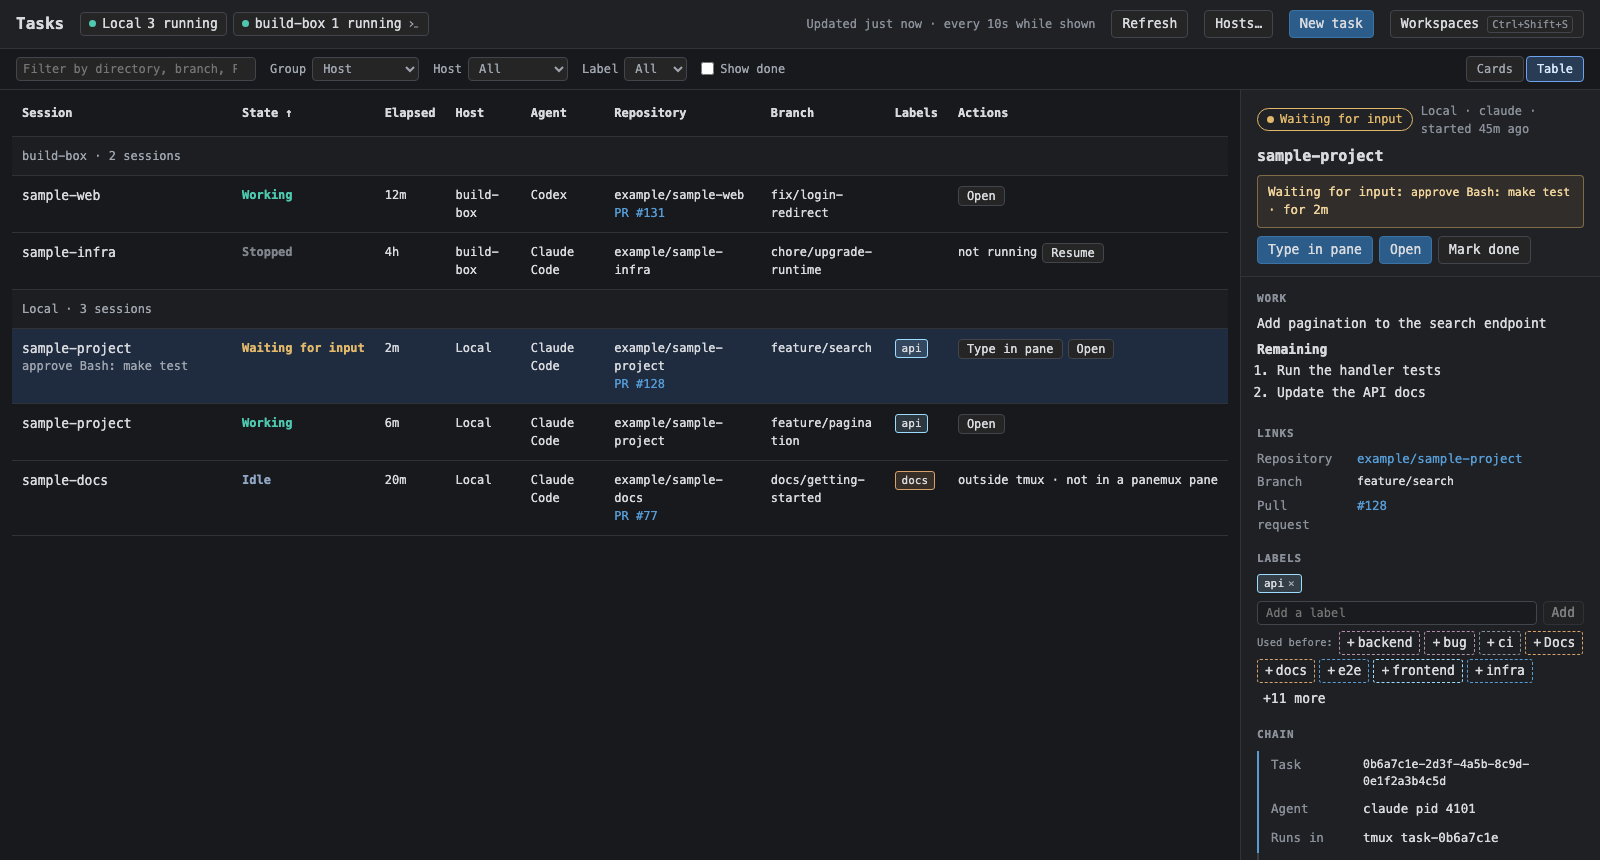 Tasks
Local 3 running
build-box 1 running >_
Updated just now · every 10s while shown
Refresh
Hosts…
New task
Workspaces Ctrl+Shift+S
Filter by directory, branch, F
Group Host
Host All
Label All
Show done
Cards
Table
Session State ↑ Elapsed Host Agent Repository Branch Labels Actions
build-box · 2 sessions
sample-web Working 12m build- Codex example/sample-web fix/login- Open
box PR #131 redirect
sample-infra Stopped 4h build- Claude example/sample- chore/upgrade- not running Resume
box Code infra runtime
Local · 3 sessions
sample-project Waiting for input 2m Local Claude example/sample- feature/search api Type in pane Open
approve Bash: make test Code project
PR #128
sample-project Working 6m Local Claude example/sample- feature/pagina api Open
Code project tion
sample-docs Idle 20m Local Claude example/sample- docs/getting- docs outside tmux · not in a panemux pane
Code docs started
PR #77
Waiting for input
Local · claude ·
started 45m ago
sample-project
Waiting for input: approve Bash: make test
· for 2m
Type in pane Open Mark done
WORK
Add pagination to the search endpoint
Remaining
1. Run the handler tests
2. Update the API docs
LINKS
Repository example/sample-project
Branch feature/search
Pull #128
request
LABELS
api ×
Add a label Add
Used before: +backend +bug +ci +Docs
+docs +e2e +frontend +infra
+11 more
CHAIN
Task 0b6a7c1e-2d3f-4a5b-8c9d-
0e1f2a3b4c5d
Agent claude pid 4101
Runs in tmux task-0b6a7c1e